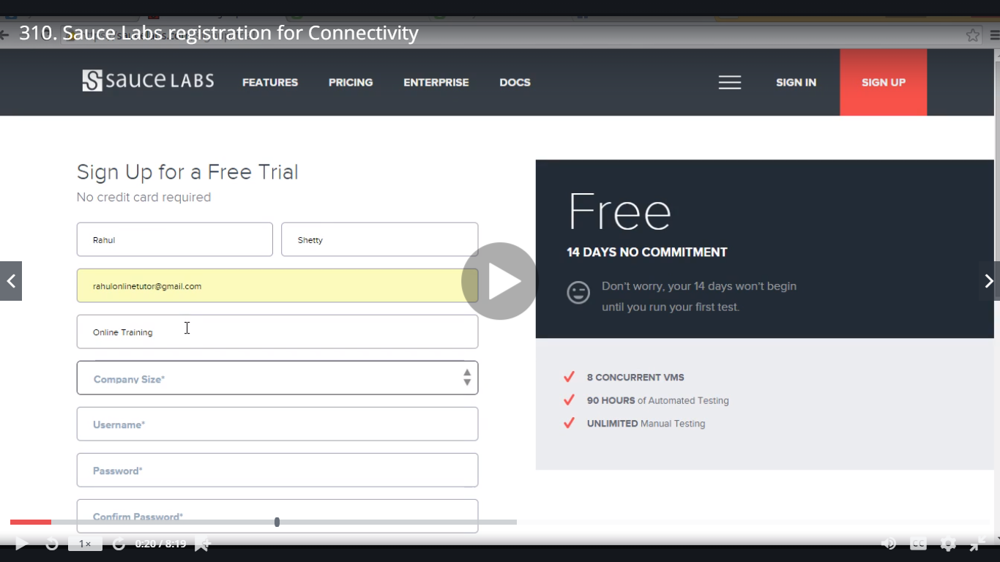 310. Sauce Labs registration for Connectivity
SAUCE LABS FEATURES PRICING ENTERPRISE DOCS SIGN IN SIGN UP
Sign Up for a Free Trial
No credit card required
Rahul Shetty
rahulonlinetutor@gmail.com
Online Training
Company Size*
Username*
Password*
Confirm Password*
Free
14 DAYS NO COMMITMENT
Don't worry, your 14 days won't begin
until you run your first test.
8 CONCURRENT VMS
90 HOURS of Automated Testing
UNLIMITED Manual Testing
1× 0:20 / 8:19 CC